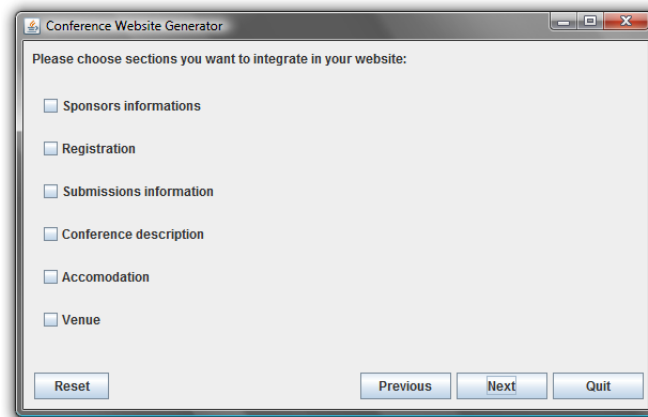 Conference Website Generator
Please choose sections you want to integrate in your website:
Sponsors informations
Registration
Submissions information
Conference description
Accomodation
Venue
Reset Previous Next Quit